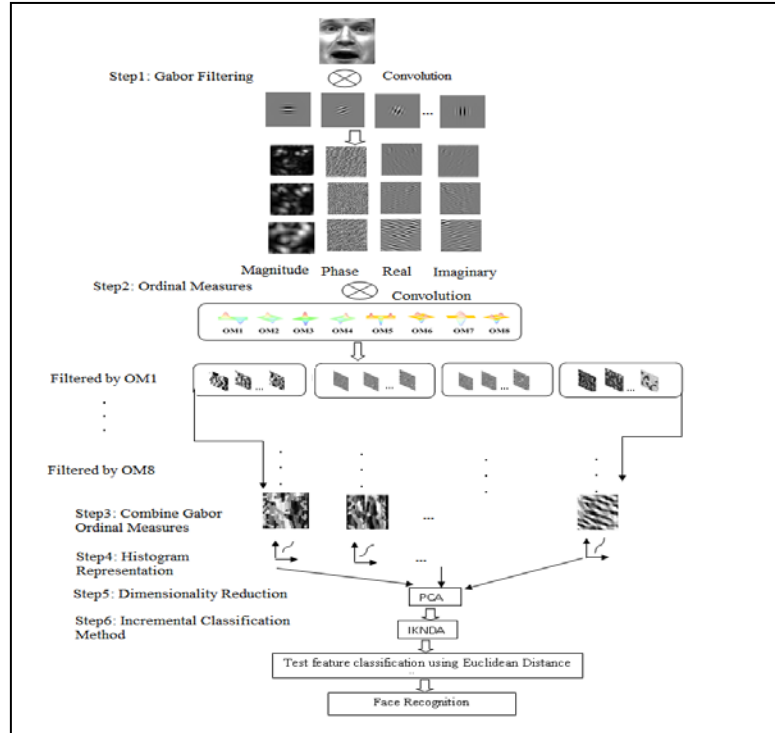 Step1: Gabor Filtering
Convolution
...
Magnitude Phase Real Imaginary
Step2: Ordinal Measures
Convolution
OM1 OM2 OM3 OM4 OM5 OM6 OM7 OM8
Filtered by OM1
... ... ... ...
Filtered by OM8
Step3: Combine Gabor
Ordinal Measures
...
Step4: Histogram
Representation
...
Step5: Dimensionality Reduction
PCA
Step6: Incremental Classification
Method
IKNDA
Test feature classification using Euclidean Distance
Face Recognition